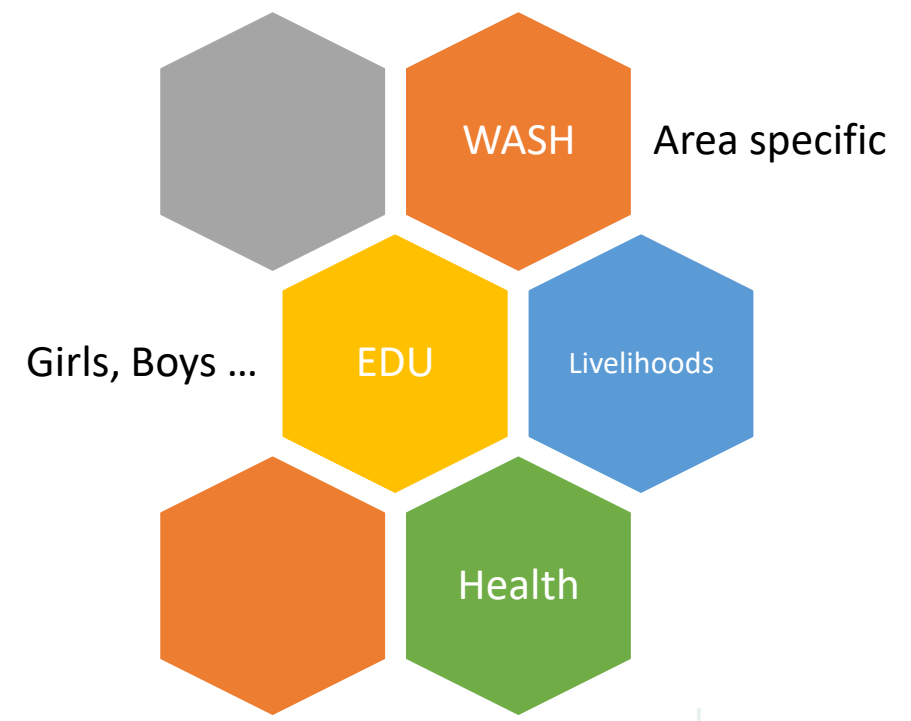 WASH
Area specific
Girls, Boys ...
EDU
Livelihoods
Health